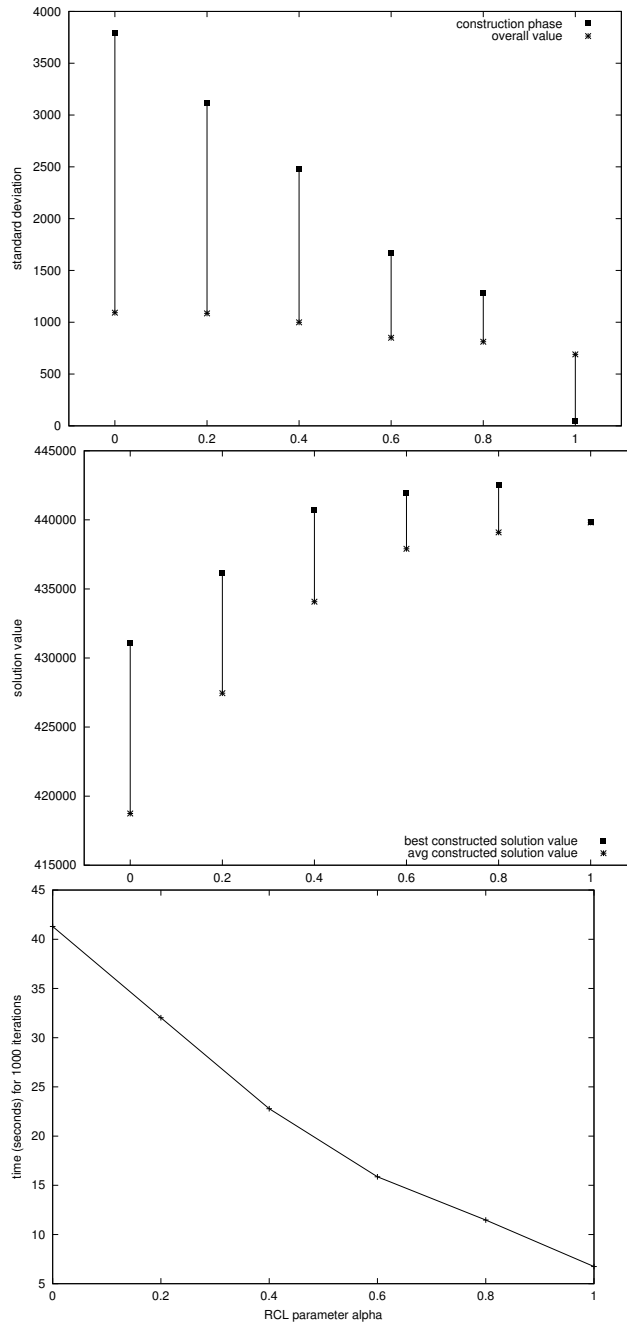 4000
3500
3000
2500
2000
1500
1000
500
0
standard deviation
construction phase
overall value
0 0.2 0.4 0.6 0.8 1
445000
440000
435000
430000
425000
420000
415000
solution value
best constructed solution value
avg constructed solution value
0 0.2 0.4 0.6 0.8 1
45
40
35
30
25
20
15
10
5
time (seconds) for 1000 iterations
0 0.2 0.4 0.6 0.8 1
RCL parameter alpha